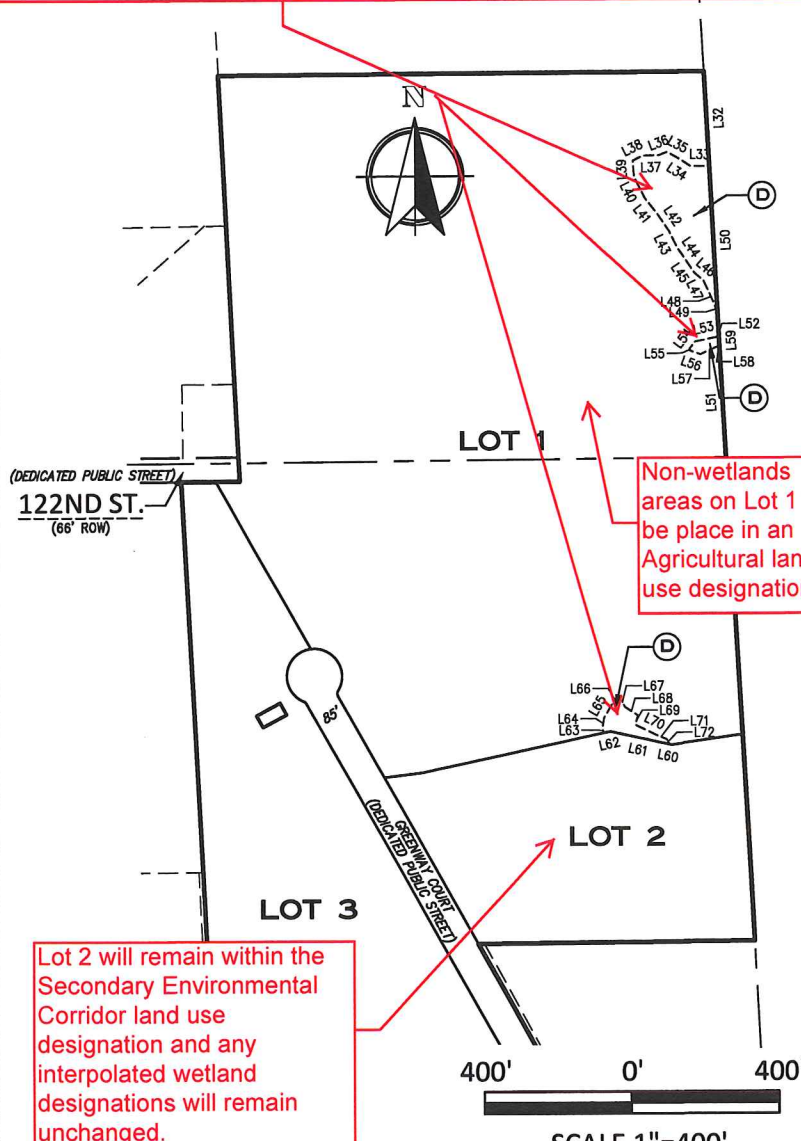 N
L32
L38
L36
L35
L33
L39
L37
L34
L40
L41
L42
D
L50
L43
L44
L45
L46
L47
L48
L49
L53
L52
L54
L59
L55
L56
L58
L57
L51
D
LOT 1
(DEDICATED PUBLIC STREET)
122ND ST.
(66' ROW)
Non-wetlands
areas on Lot 1
be place in an
Agricultural lan
use designation
D
L66
L67
L68
L65
L69
L64
L70
L71
L63
L72
L62
L61
L60
85'
GREENWAY COURT
(DEDICATED PUBLIC STREET)
LOT 2
LOT 3
Lot 2 will remain within the
Secondary Environmental
Corridor land use
designation and any
interpolated wetland
designations will remain
unchanged.
400' 0' 400
SCALE 1"=400'